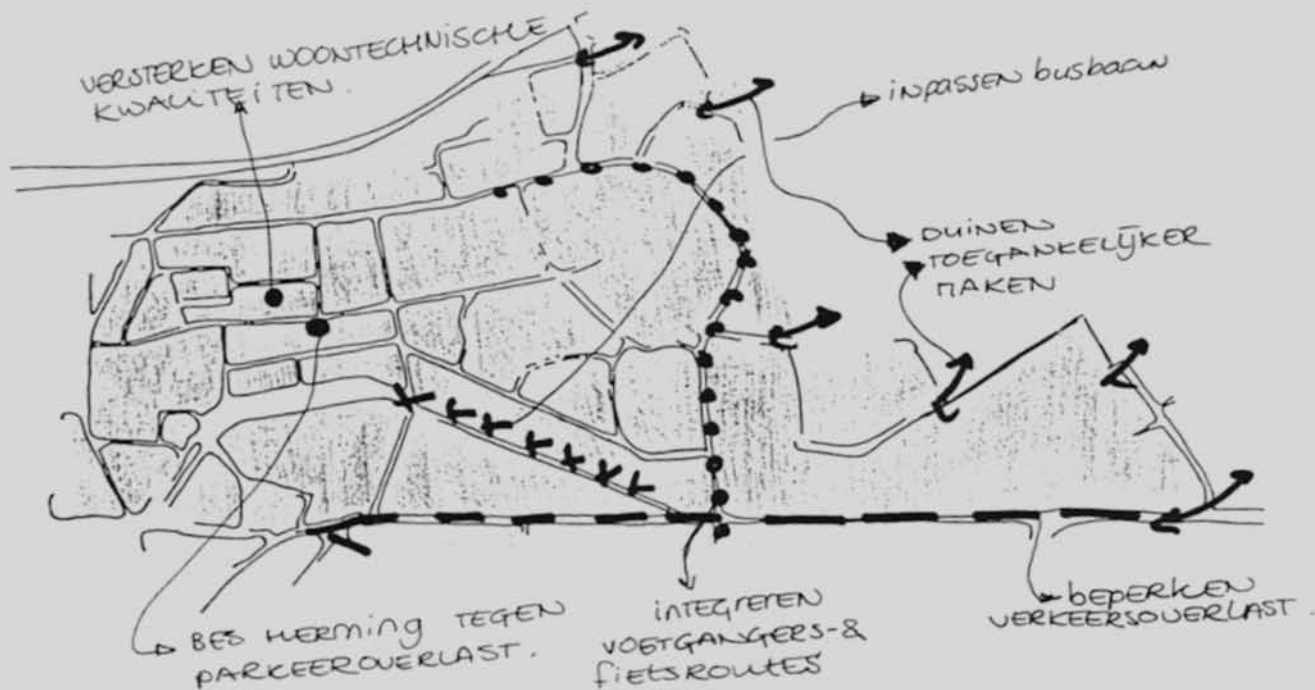 VERSTERKEN WOONTECHNISCHE
KWALITEITEN.
inpassen busbaan
DUINEN
TOEGANKELIJKER
MAKEN
BESCHERMING TEGEN
PARKEEROVERLAST.
INTEGREREN
VOETGANGERS- &
FIETSROUTES
BEPERKEN
VERKEERSOVERLAST